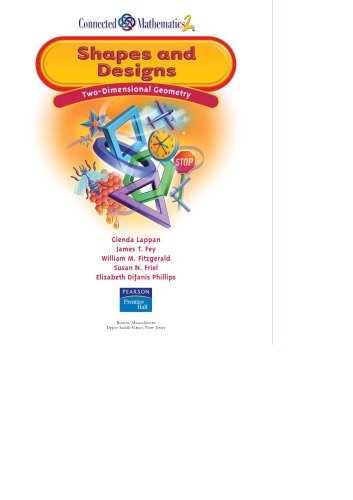 Connected Mathematics 2
Shapes and
Designs
Two-Dimensional Geometry
STOP
Glenda Lappan
James T. Fey
William M. Fitzgerald
Susan N. Friel
Elizabeth Difanis Phillips
PEARSON
Prentice
Hall
Boston, Massachusetts
Upper Saddle River, New Jersey